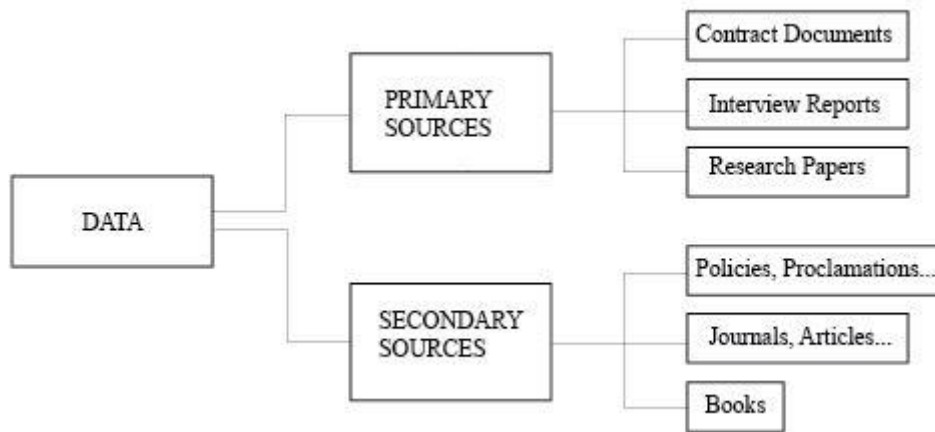 DATA
PRIMARY
SOURCES
Contract Documents
Interview Reports
Research Papers
SECONDARY
SOURCES
Policies, Proclamations...
Journals, Articles...
Books